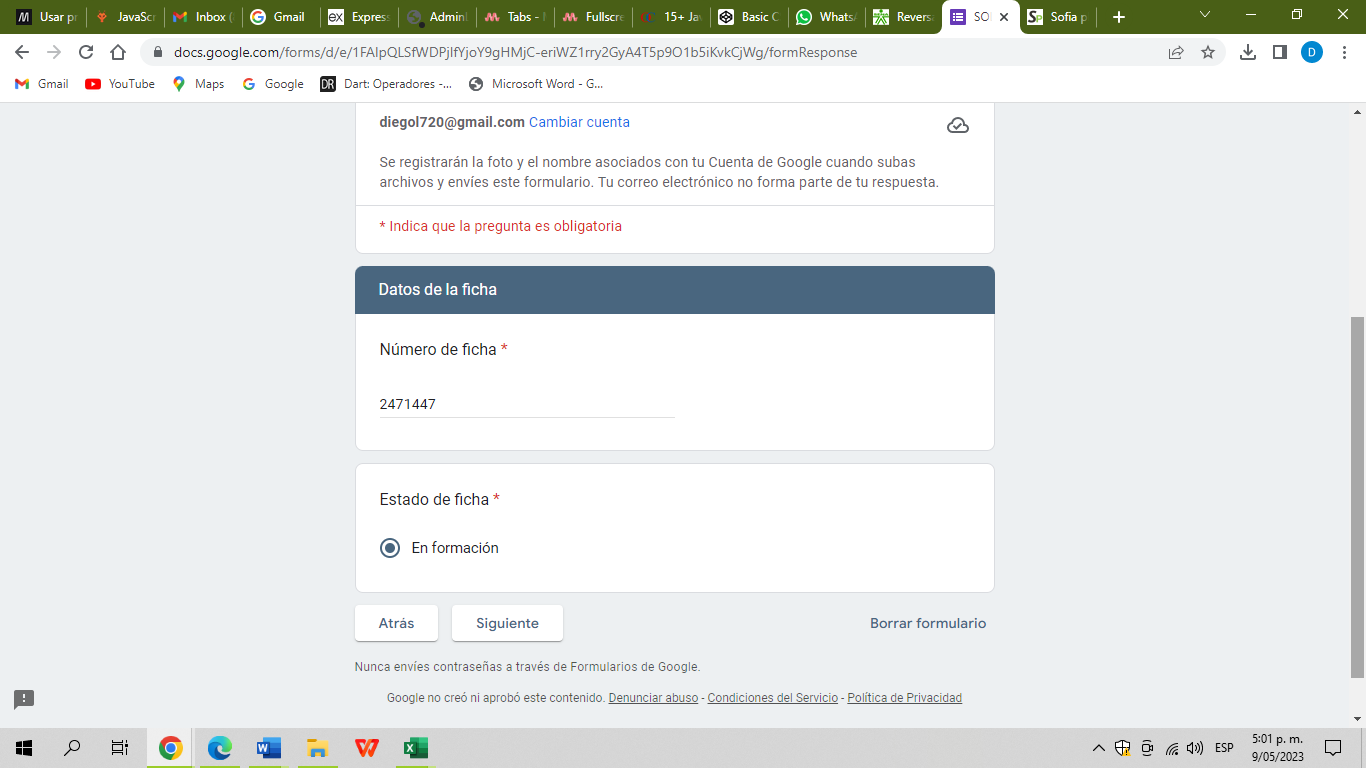 Usar pr
JavaScr
Inbox (
Gmail
Express
Admin
Tabs - M
Fullscre
15+ Jav
Basic C
WhatsA
Reversa
SO
Sofia p
docs.google.com/forms/d/e/1FAIpQLSfWDPjIfYjoY9gHMjC-eriWZ1rry2GyA4T5p9O1b5iKvkCjWg/formResponse
D
Gmail
YouTube
Maps
Google
DR Dart: Operadores -...
Microsoft Word - G...
diegol720@gmail.com Cambiar cuenta
Se registrarán la foto y el nombre asociados con tu Cuenta de Google cuando subas
archivos y envíes este formulario. Tu correo electrónico no forma parte de tu respuesta.
* Indica que la pregunta es obligatoria
Datos de la ficha
Número de ficha *
2471447
Estado de ficha *
En formación
Atrás
Siguiente
Borrar formulario
Nunca envíes contraseñas a través de Formularios de Google.
Google no creó ni aprobó este contenido. Denunciar abuso - Condiciones del Servicio - Política de Privacidad
ESP
5:01 p. m.
9/05/2023